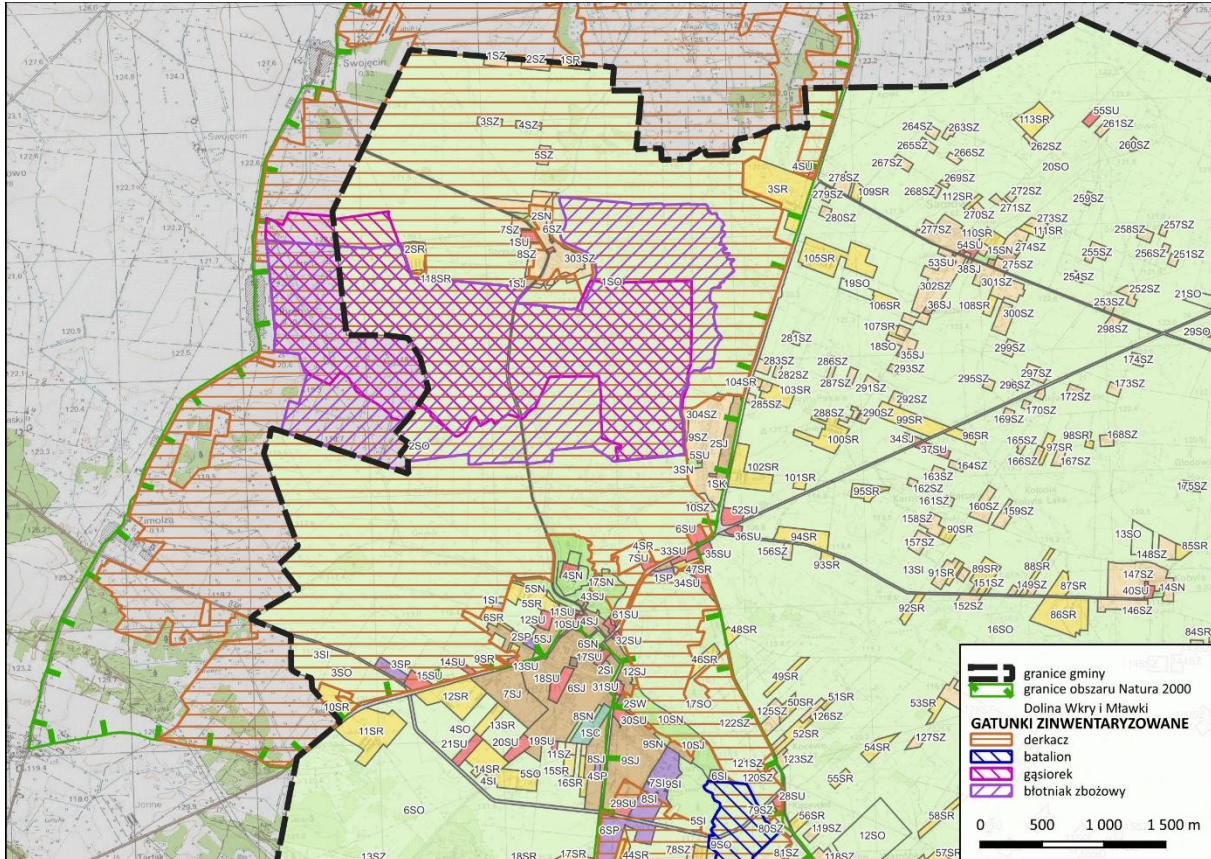 Swojęcin
Swojęcin
1SZ
2SZ
1SR
3SZ
4SZ
5SZ
4SU
3SR
2SN
7SZ
6SZ
1SU
8SZ
303SZ
2SR
118SR
1SJ
1SO
2SO
55SU
113SR
261SZ
264SZ
263SZ
265SZ
262SZ
260SZ
266SZ
267SZ
20SO
278SZ
269SZ
279SZ
109SR
268SZ
112SR
272SZ
259SZ
280SZ
270SZ
271SZ
277SZ
273SZ
257SZ
110SR
111SR
258SZ
54SU
15SN
274SZ
105SR
53SU
255SZ
256SZ
251SZ
38SJ
275SZ
254SZ
19SO
302SZ
301SZ
252SZ
21SO
106SR
36SJ
108SR
253SZ
300SZ
107SR
298SZ
29SO
281SZ
18SO
35SJ
299SZ
283SZ
286SZ
293SZ
174SZ
282SZ
297SZ
104SR
287SZ
295SZ
296SZ
103SR
291SZ
172SZ
173SZ
285SZ
292SZ
170SZ
304SZ
288SZ
290SZ
99SR
169SZ
9SZ
2SJ
100SR
34SJ
96SR
165SZ
98SR
168SZ
5SU
37SU
97SR
3SN
102SR
164SZ
166SZ
167SZ
1SK
101SR
163SZ
162SZ
95SR
161SZ
175SZ
10SZ
52SU
160SZ
158SZ
159SZ
6SU
36SU
94SR
90SR
13SO
4SR
33SU
35SU
156SZ
157SZ
148SZ
85SR
7SU
93SR
4SN
17SN
1SP
47SR
34SU
13SI
91SR
89SR
88SR
151SZ
149SZ
87SR
147SZ
40SU
14SN
5SN
43SJ
1SI
5SR
152SZ
146SZ
6SR
12SU
11SU
10SU
4SJ
61SU
92SR
86SR
16SO
48SR
84SR
2SP
5SJ
6SN
32SU
3SI
14SU
9SR
17SU
46SR
3SO
3SP
15SU
13SU
18SU
2SI
12SJ
49SR
10SR
12SR
7SJ
6SJ
31SU
17SO
2SW
50SR
51SR
53SR
11SR
4SO
13SR
8SN
30SU
10SN
122SZ
125SZ
126SZ
21SU
20SU
19SU
1SC
9SN
10SJ
52SR
127SZ
11SZ
8SJ
9SJ
121SZ
123SZ
54SR
14SR
5SO
15SR
4SP
4SI
16SR
7SI
9SI
6SI
120SZ
55SR
6SO
29SU
8SI
79SZ
28SU
58SR
6SP
5SI
56SR
80SZ
119SZ
12SO
9SO
13SZ
18SR
17SR
44SR
78SZ
81SZ
118SZ
57SR
Zimolza
granice gminy
granice obszaru Natura 2000
Dolina Wkry i Mławki
GATUNKI ZINWENTARYZOWANE
derkacz
batalion
gąsiorek
błotniak zbożowy
0 500 1 000 1 500 m